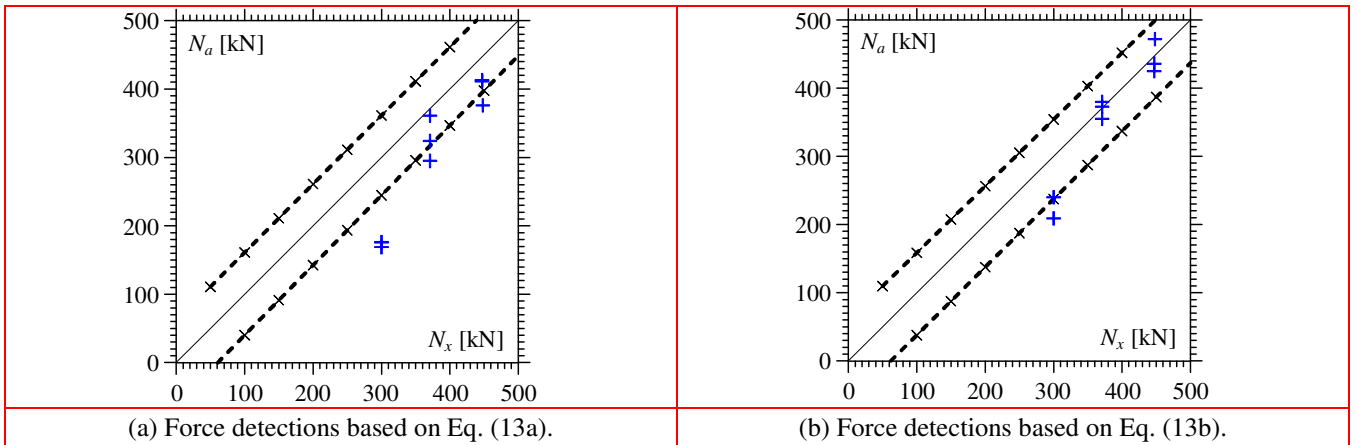 500
N_a [kN]
400
300
200
100
N_x [kN]
0
0 100 200 300 400 500
(a) Force detections based on Eq. (13a).
500
N_a [kN]
400
300
200
100
N_x [kN]
0
0 100 200 300 400 500
(b) Force detections based on Eq. (13b).